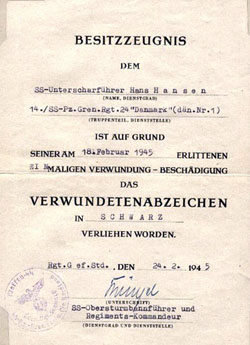 BESITZZEUGNIS
DEM
SS-Unterscharführer Hans Hansen
(NAME, DIENSTGRAD)
14./SS-Pz.Gren.Rgt.24"Danmark"(dän.Nr.1)
(TRUPPENTEIL, DIENSTSTELLE)
IST AUF GRUND
SEINER AM 18.Februar 1945 ERLITTENEN
EIN MALIGEN VERWUNDUNG – BESCHÄDIGUNG
DAS
VERWUNDETENABZEICHEN
IN SCHWARZ
VERLIEHEN WORDEN.
Rgt.Gef.Std., DEN 24.2. 1945
(UNTERSCHRIFT)
SS-Obersturmbannführer und
Regiments-Kommandeur
(DIENSTGRAD UND DIENSTSTELLE)